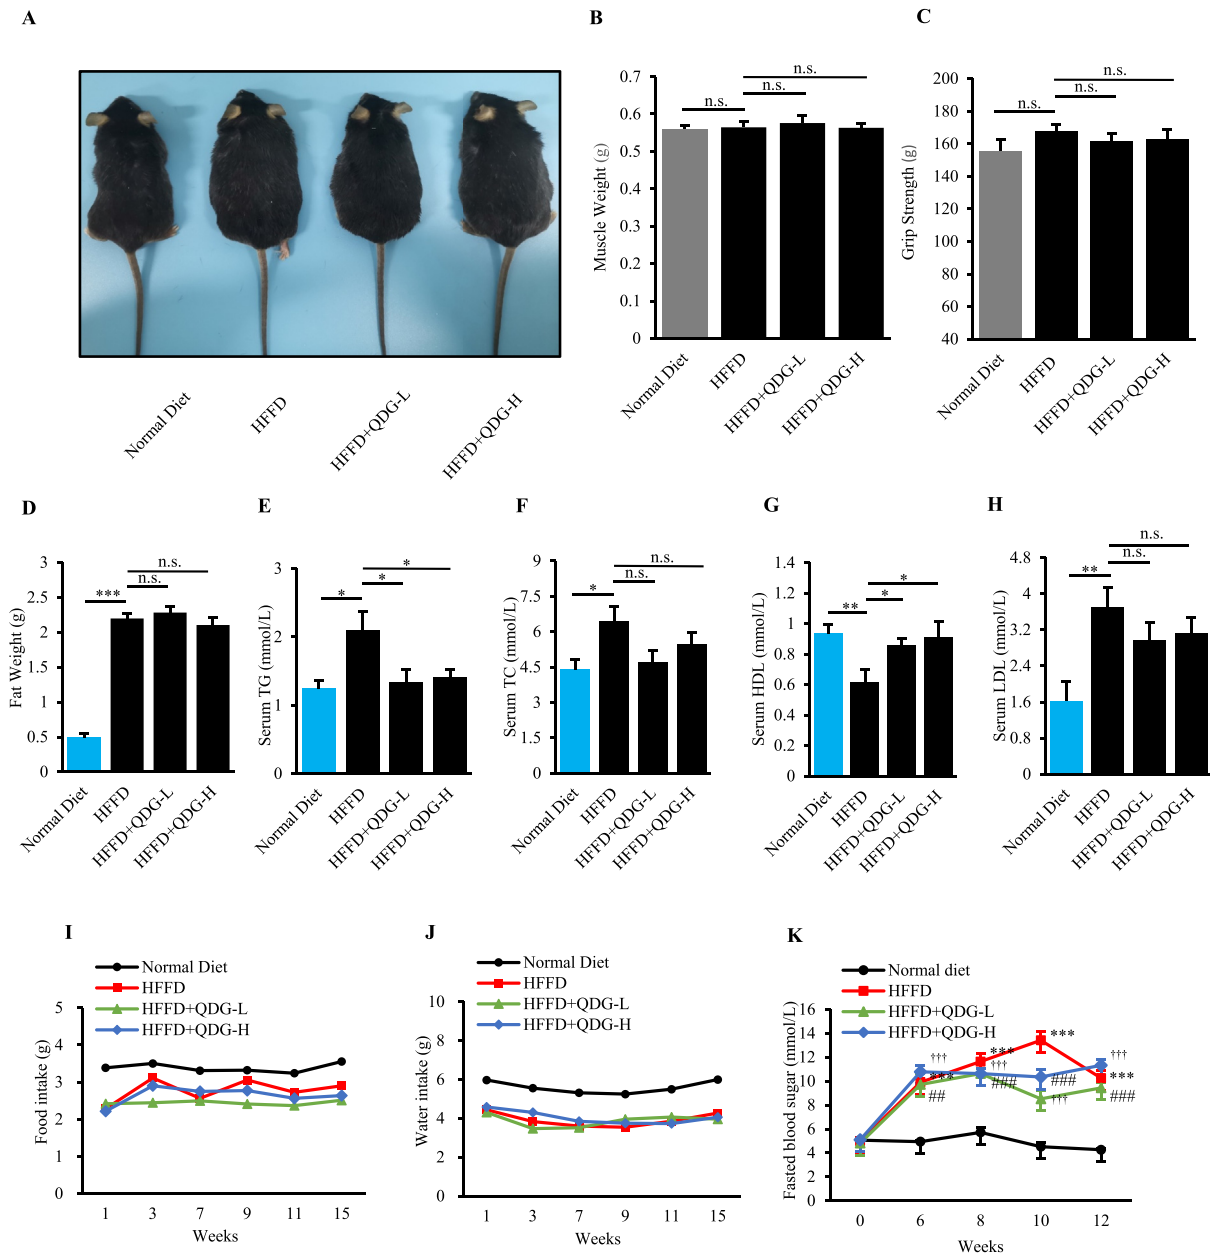 A
Normal Diet
HFFD
HFFD+QDG-L
HFFD+QDG-H
B
Muscle Weight (g)
0.7
0.6
0.5
0.4
0.3
0.2
0.1
0
n.s.
n.s.
n.s.
Normal Diet
HFFD
HFFD+QDG-L
HFFD+QDG-H
C
Grip Strength (g)
200
180
160
140
120
100
80
60
40
n.s.
n.s.
n.s.
Normal Diet
HFFD
HFFD+QDG-L
HFFD+QDG-H
D
Fat Weight (g)
3
2.5
2
1.5
1
0.5
0
n.s.
n.s.
***
Normal Diet
HFFD
HFFD+QDG-L
HFFD+QDG-H
E
Serum TG (mmol/L)
3
2
1
0
*
*
*
Normal Diet
HFFD
HFFD+QDG-L
HFFD+QDG-H
F
Serum TC (mmol/L)
9
7.5
6
4.5
3
1.5
0
n.s.
n.s.
*
Normal Diet
HFFD
HFFD+QDG-L
HFFD+QDG-H
G
Serum HDL (mmol/L)
1.4
1.2
1
0.8
0.6
0.4
0.2
0
*
*
**
Normal Diet
HFFD
HFFD+QDG-L
HFFD+QDG-H
H
Serum LDL (mmol/L)
4.8
4
3.2
2.4
1.6
0.8
0
n.s.
n.s.
**
Normal Diet
HFFD
HFFD+QDG-L
HFFD+QDG-H
I
Normal Diet
HFFD
HFFD+QDG-L
HFFD+QDG-H
Food intake (g)
5
4
3
2
1
0
1 3 7 9 11 15
Weeks
J
Normal Diet
HFFD
HFFD+QDG-L
HFFD+QDG-H
Water intake (g)
10
8
6
4
2
0
1 3 7 9 11 15
Weeks
K
Normal diet
HFFD
HFFD+QDG-L
HFFD+QDG-H
Fasted blood sugar (mmol/L)
16
14
12
10
8
6
4
2
0
†††
***
##
***
†††
###
***
###
†††
†††
***
###
0 6 8 10 12
Weeks